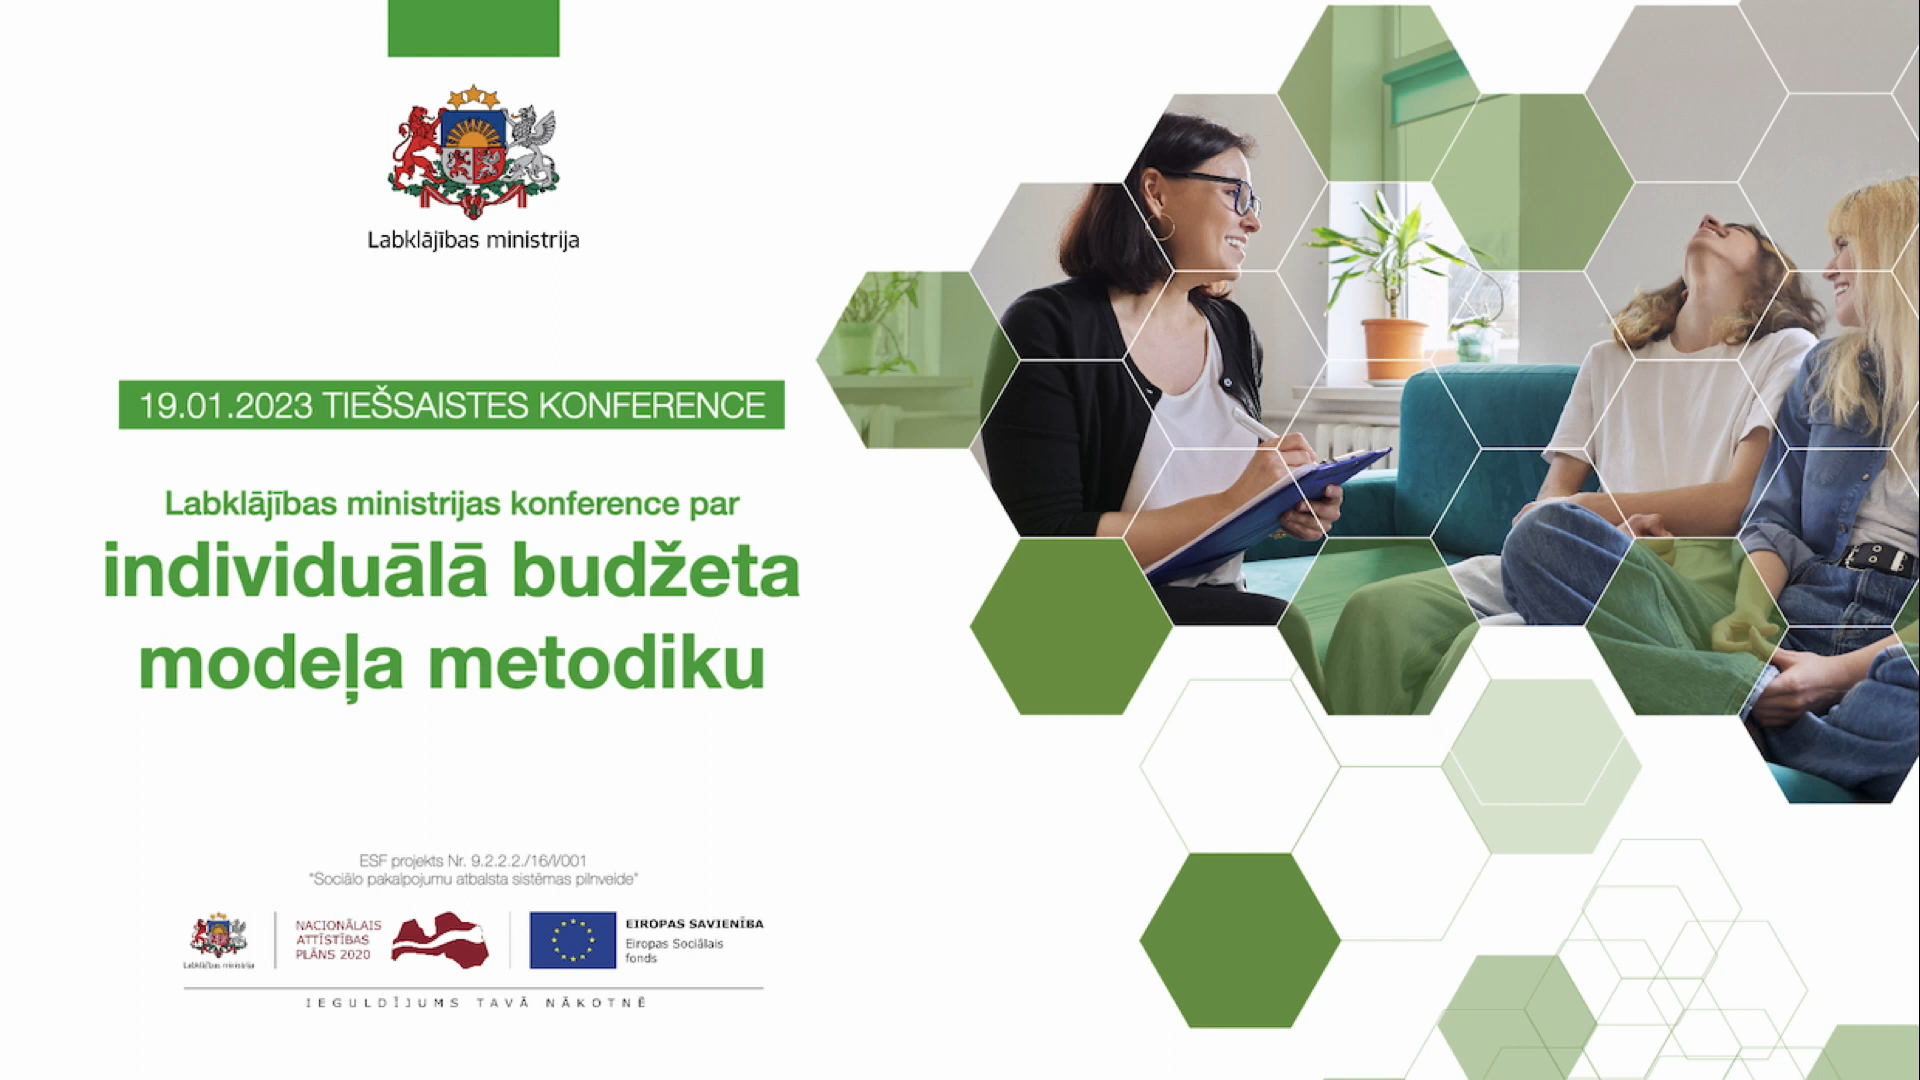 Labklājības ministrija
19.01.2023 TIEŠSAISTES KONFERENCE
Labklājības ministrijas konference par
individuālā budžeta
modeļa metodiku
ESF projekts Nr. 9.2.2.2./16/I/001
“Sociālo pakalpojumu atbalsta sistēmas pilnveide”
Labklājības ministrija
NACIONĀLAIS
ATTĪSTĪBAS
PLĀNS 2020
EIROPAS SAVIENĪBA
Eiropas Sociālais
fonds
IEGULDĪJUMS TAVĀ NĀKOTNĒ